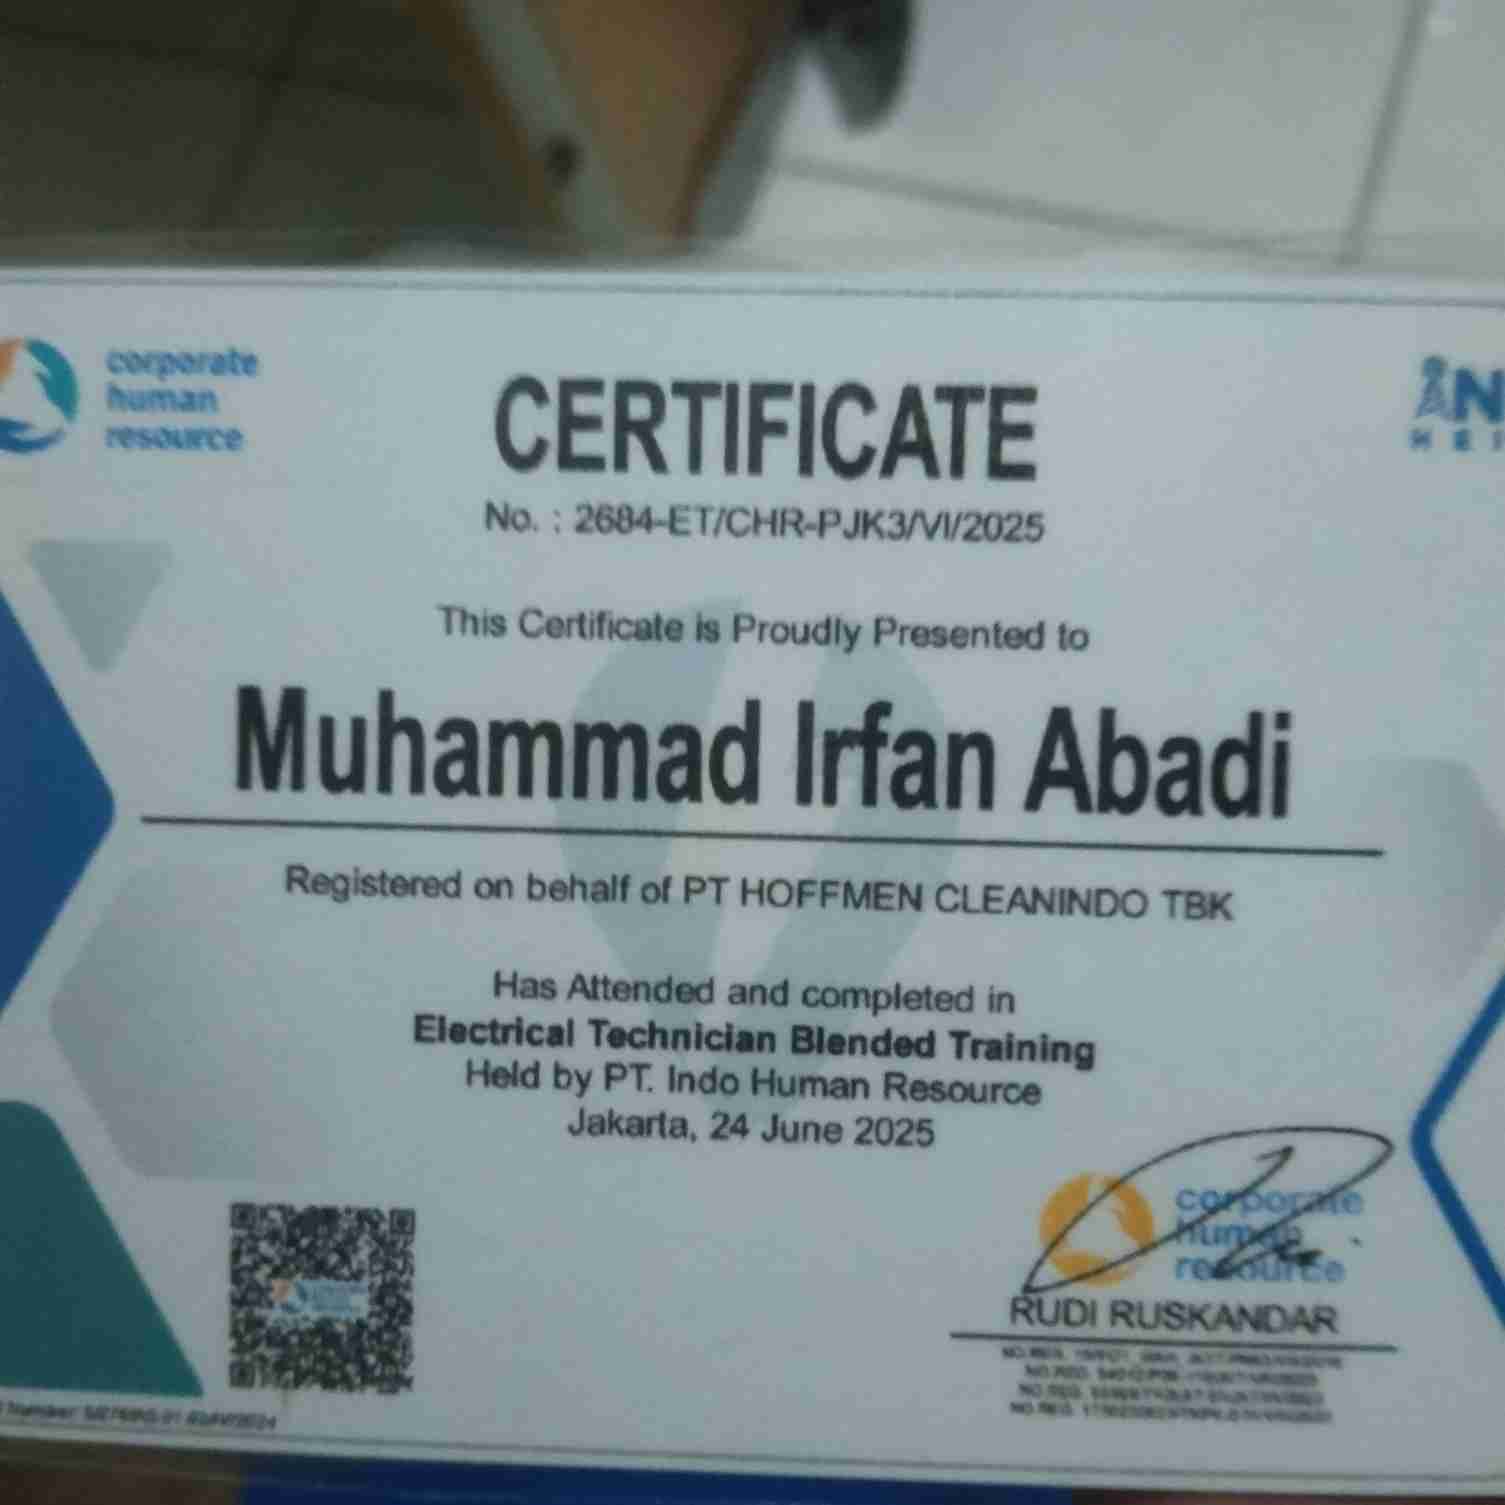 corporate
human
resource
CERTIFICATE
No. : 2684-ET/CHR-PJK3/VI/2025
This Certificate is Proudly Presented to
Muhammad Irfan Abadi
Registered on behalf of PT HOFFMEN CLEANINDO TBK
Has Attended and completed in
Electrical Technician Blended Training
Held by PT. Indo Human Resource
Jakarta, 24 June 2025
corporate
human
resource
RUDI RUSKANDAR